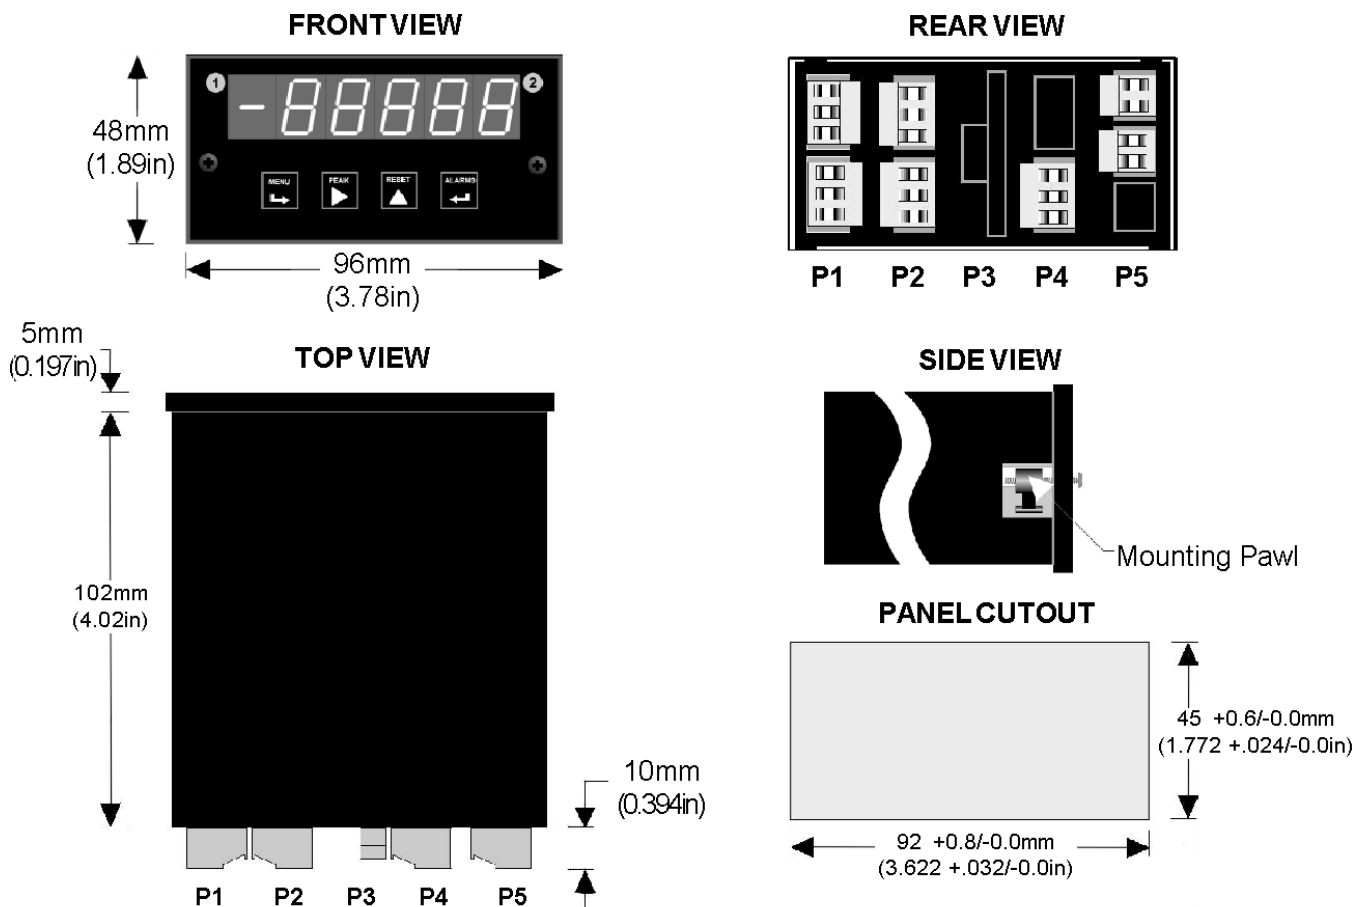 FRONT VIEW
1
-88888
2
MENU
PEAK
RESET
ALARMS
48mm
(1.89in)
96mm
(3.78in)
REAR VIEW
P1 P2 P3 P4 P5
TOP VIEW
5mm
(0.197in)
102mm
(4.02in)
10mm
(0.394in)
P1 P2 P3 P4 P5
SIDE VIEW
Mounting Pawl
PANEL CUTOUT
45 +0.6/-0.0mm
(1.772 +.024/-0.0in)
92 +0.8/-0.0mm
(3.622 +.032/-0.0in)